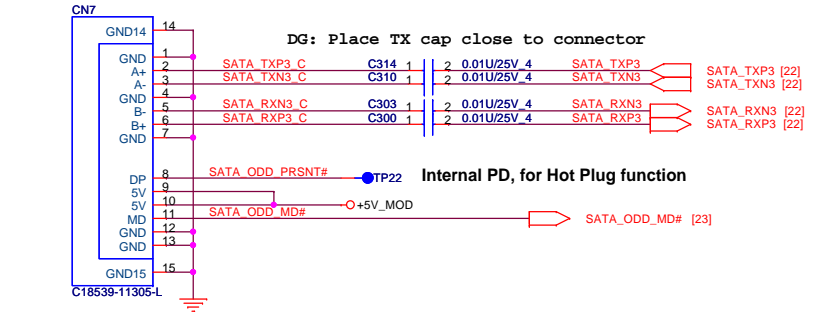 CN7
GND14 14
DG: Place TX cap close to connector
GND 1
A+ 2 SATA_TXP3_C C314 1 2 0.01U/25V_4 SATA_TXP3 SATA_TXP3 [22]
A- 3 SATA_TXN3_C C310 1 2 0.01U/25V_4 SATA_TXN3 SATA_TXN3 [22]
GND 4
B- 5 SATA_RXN3_C C303 1 2 0.01U/25V_4 SATA_RXN3 SATA_RXN3 [22]
B+ 6 SATA_RXP3_C C300 1 2 0.01U/25V_4 SATA_RXP3 SATA_RXP3 [22]
GND 7
DP 8 SATA_ODD_PRSNT# TP22 Internal PD, for Hot Plug function
5V 9
5V 10 +5V_MOD
MD 11 SATA_ODD_MD# SATA_ODD_MD# [23]
GND 12
GND 13
GND15 15
C18539-11305-L